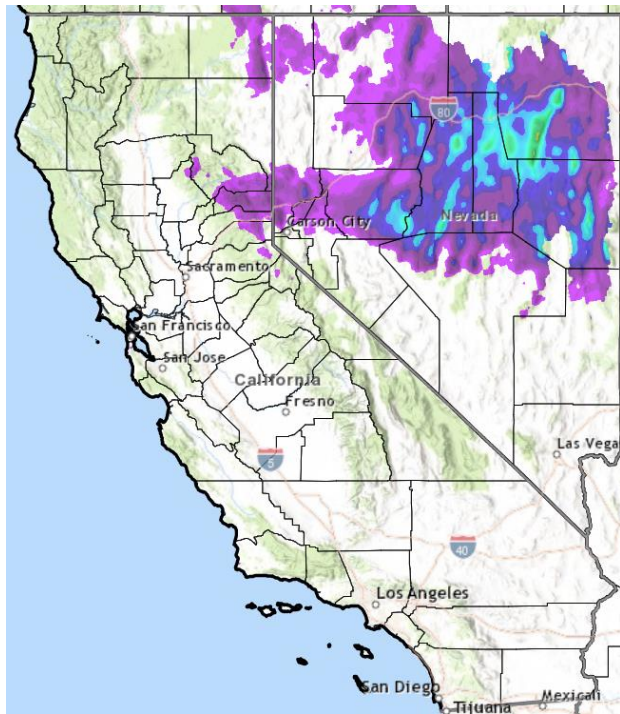 80
Nevada
Carson City
Sacramento
San Francisco
San Jose
California
Fresno
5
Las Vega
40
Los Angeles
San Diego
Tijuana
Mexicali